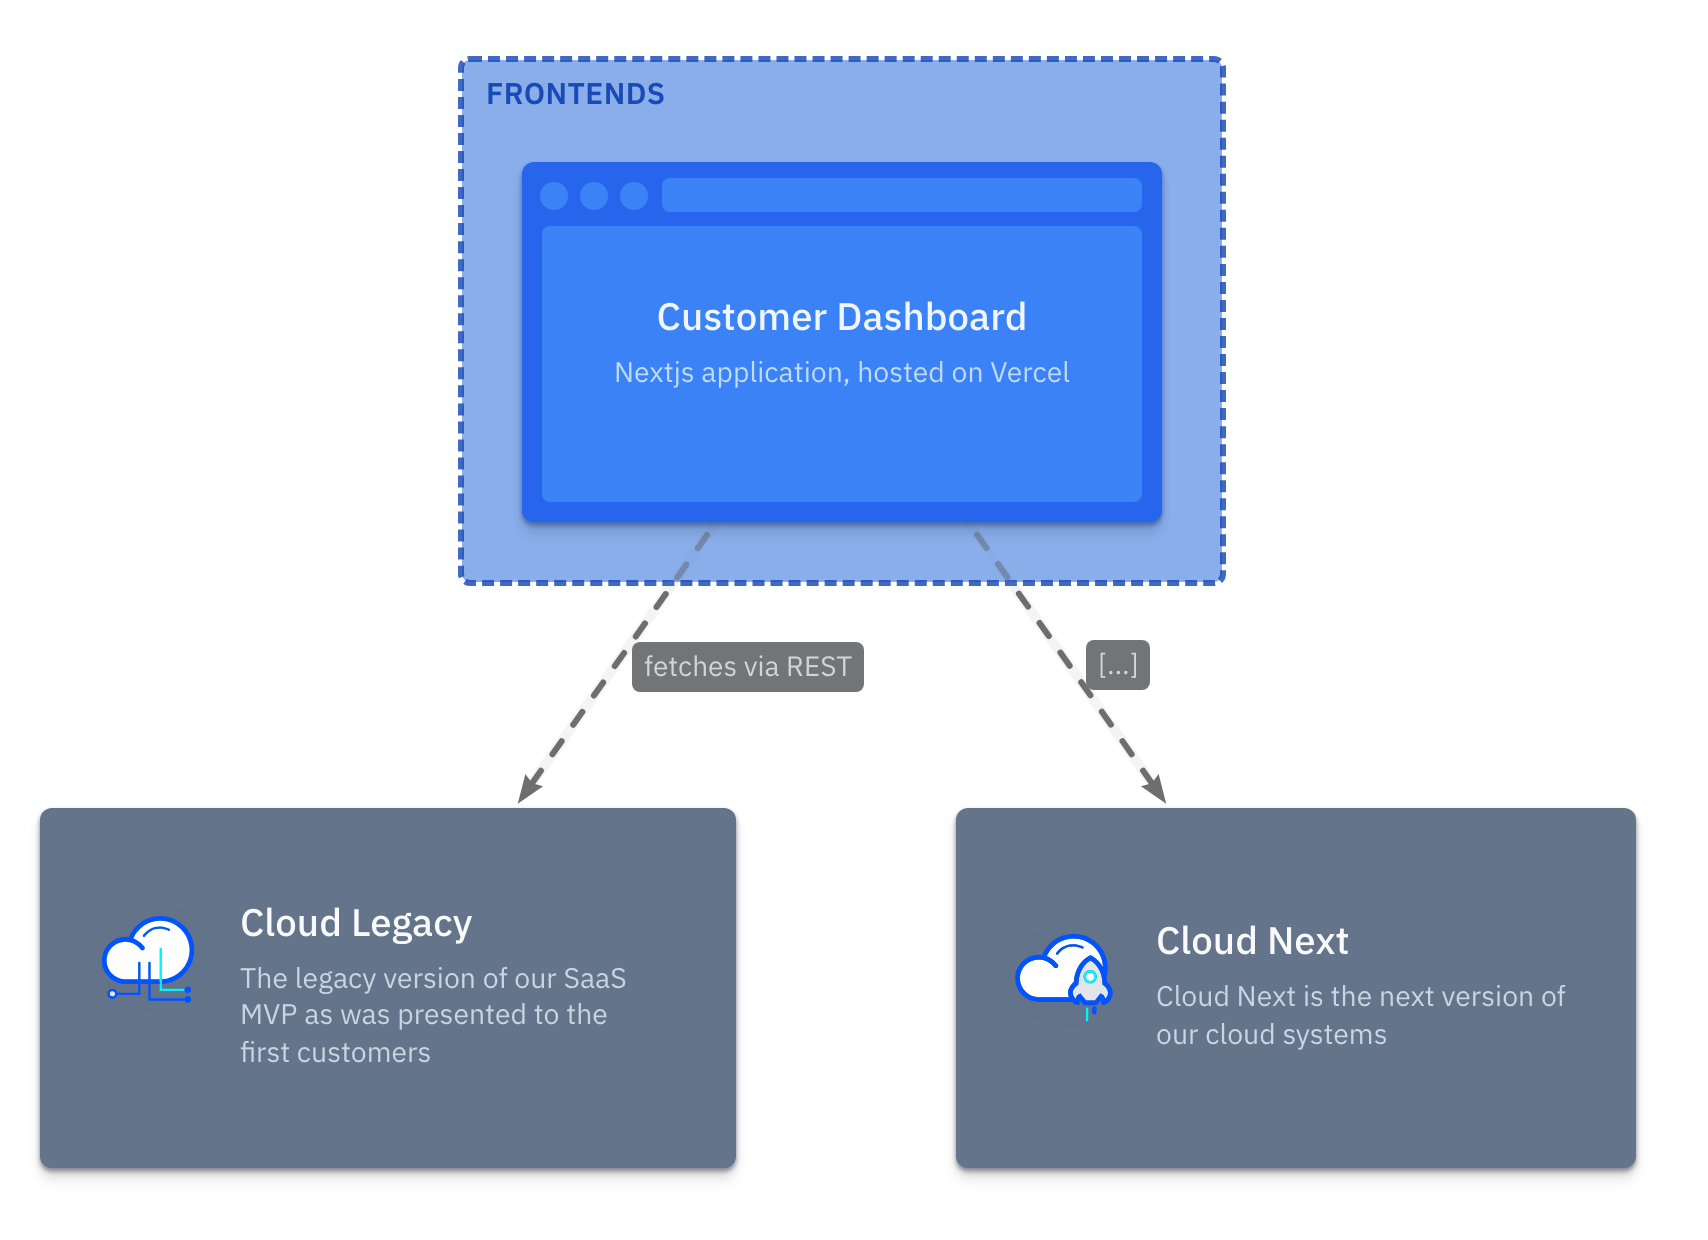 FRONTENDS
Customer Dashboard
Nextjs application, hosted on Vercel
fetches via REST
[...]
Cloud Legacy
The legacy version of our SaaS
MVP as was presented to the
first customers
Cloud Next
Cloud Next is the next version of
our cloud systems